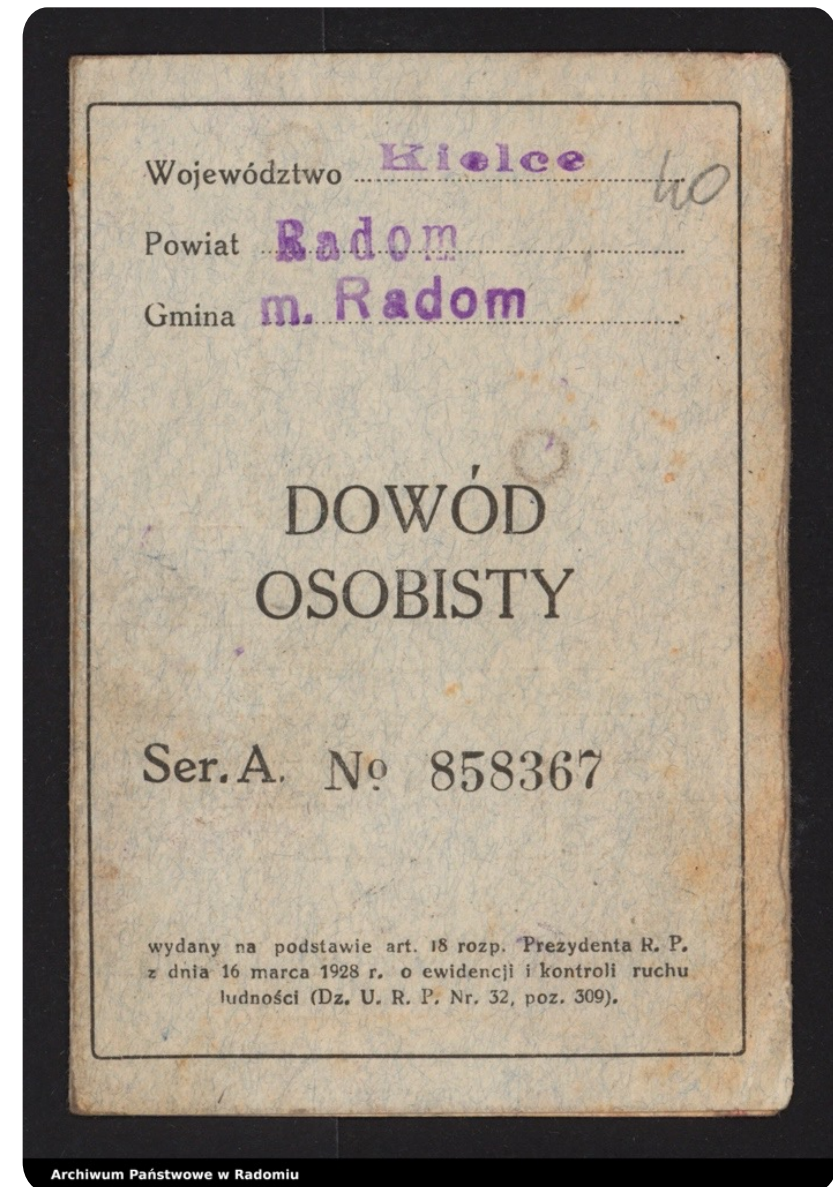 Województwo Kielce
40
Powiat Radom
Gmina m. Radom
DOWÓD
OSOBISTY
Ser. A. № 858367
wydany na podstawie art. 18 rozp. Prezydenta R. P.
z dnia 16 marca 1928 r. o ewidencji i kontroli ruchu
ludności (Dz. U. R. P. Nr. 32, poz. 309).
Archiwum Państwowe w Radomiu